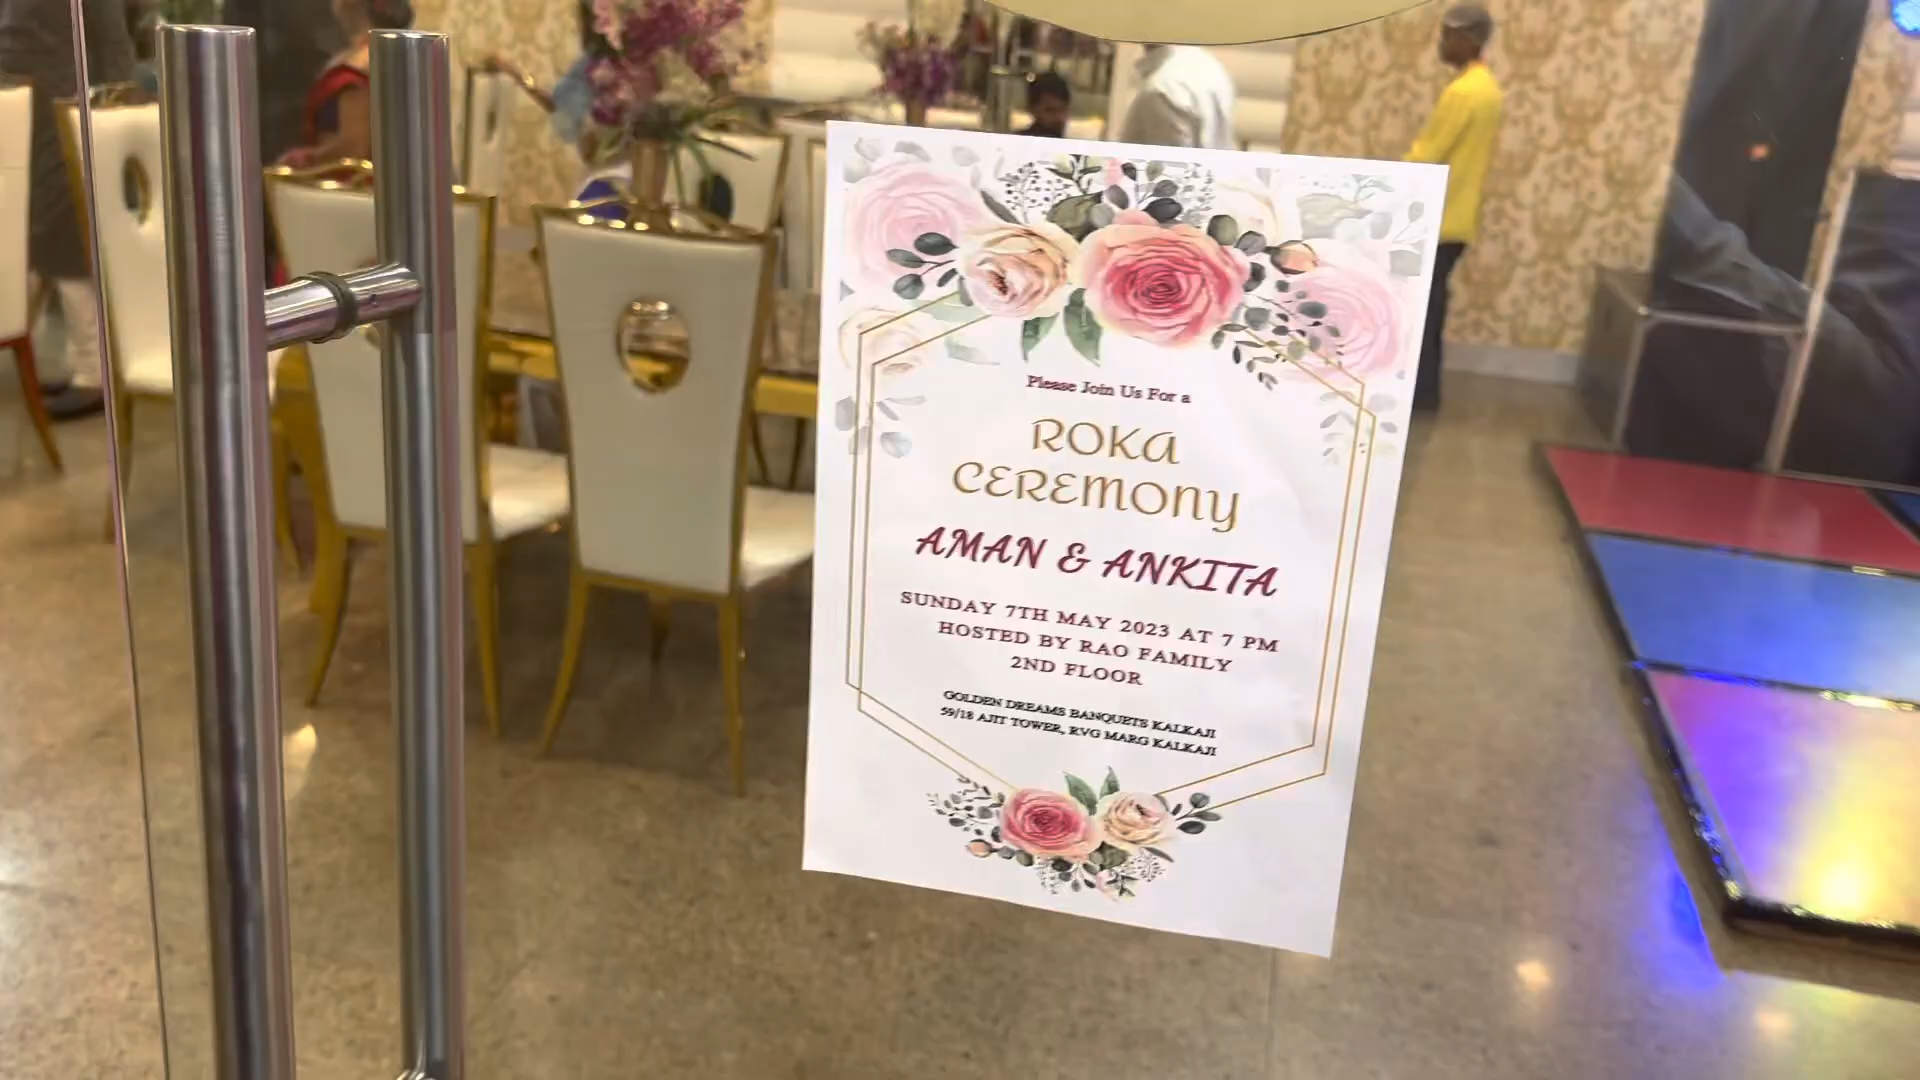 Please Join Us For a
ROKA
CEREMONY
AMAN & ANKITA
SUNDAY 7TH MAY 2023 AT 7 PM
HOSTED BY RAO FAMILY
2ND FLOOR
GOLDEN DREAMS BANQUETS KALKAJI
59/18 AJIT TOWER, RVG MARG KALKAJI